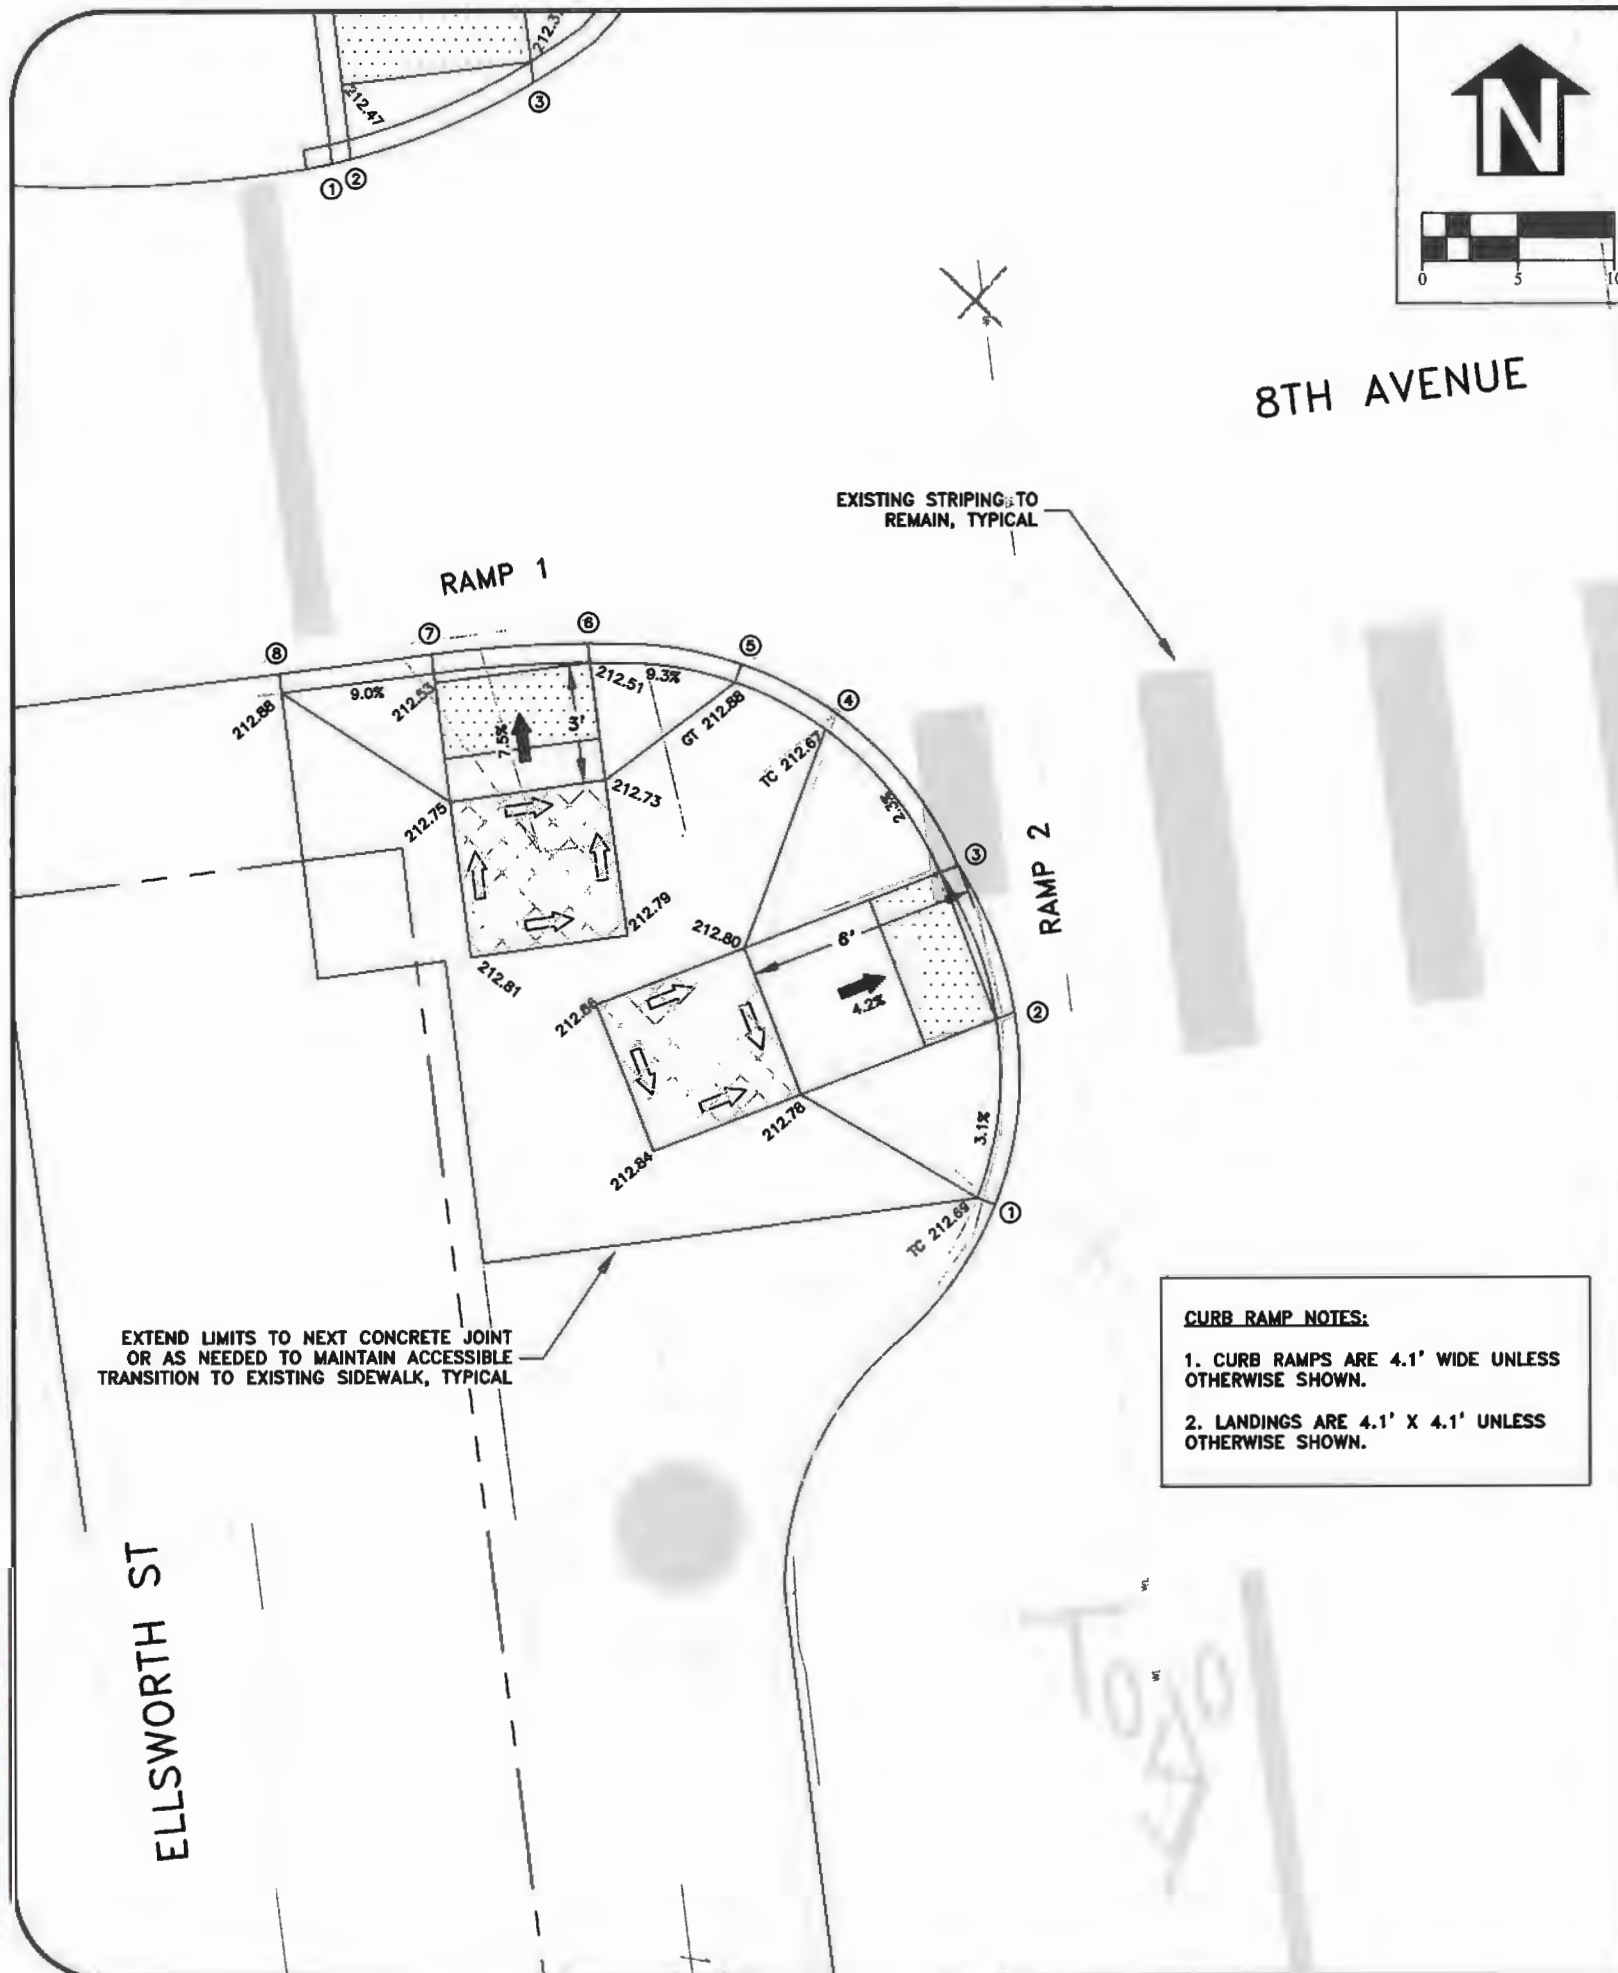 212.47
①
②
③
N
0 5
8TH AVENUE
EXISTING STRIPING TO
REMAIN, TYPICAL
RAMP 1
⑧
⑦
⑥
⑤
④
9.0%
212.88
212.53
212.51
9.3%
7.5%
3'
GT 212.88
TC 212.67
2.3%
212.75
212.73
RAMP 2
③
212.79
212.81
212.80
6'
4.2%
②
212.86
212.78
212.84
3.1%
TC 212.69
①
EXTEND LIMITS TO NEXT CONCRETE JOINT
OR AS NEEDED TO MAINTAIN ACCESSIBLE
TRANSITION TO EXISTING SIDEWALK, TYPICAL
CURB RAMP NOTES:
1. CURB RAMPS ARE 4.1' WIDE UNLESS
OTHERWISE SHOWN.
2. LANDINGS ARE 4.1' X 4.1' UNLESS
OTHERWISE SHOWN.
ELLSWORTH ST